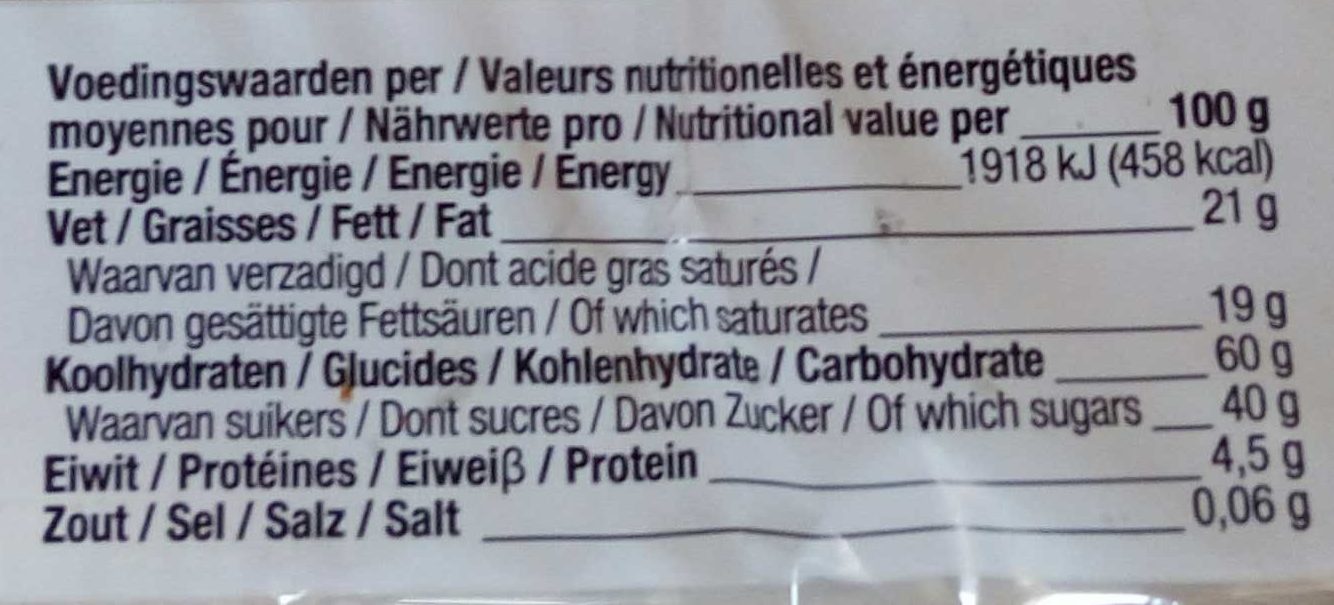 Voedingswaarden per / Valeurs nutritionelles et énergétiques
moyennes pour / Nährwerte pro / Nutritional value per 100 g
Energie / Énergie / Energie / Energy 1918 kJ (458 kcal)
Vet / Graisses / Fett / Fat 21 g
Waarvan verzadigd / Dont acide gras saturés /
Davon gesättigte Fettsäuren / Of which saturates 19 g
Koolhydraten / Glucides / Kohlenhydrate / Carbohydrate 60 g
Waarvan suikers / Dont sucres / Davon Zucker / Of which sugars 40 g
Eiwit / Protéines / Eiweiß / Protein 4,5 g
Zout / Sel / Salz / Salt 0,06 g